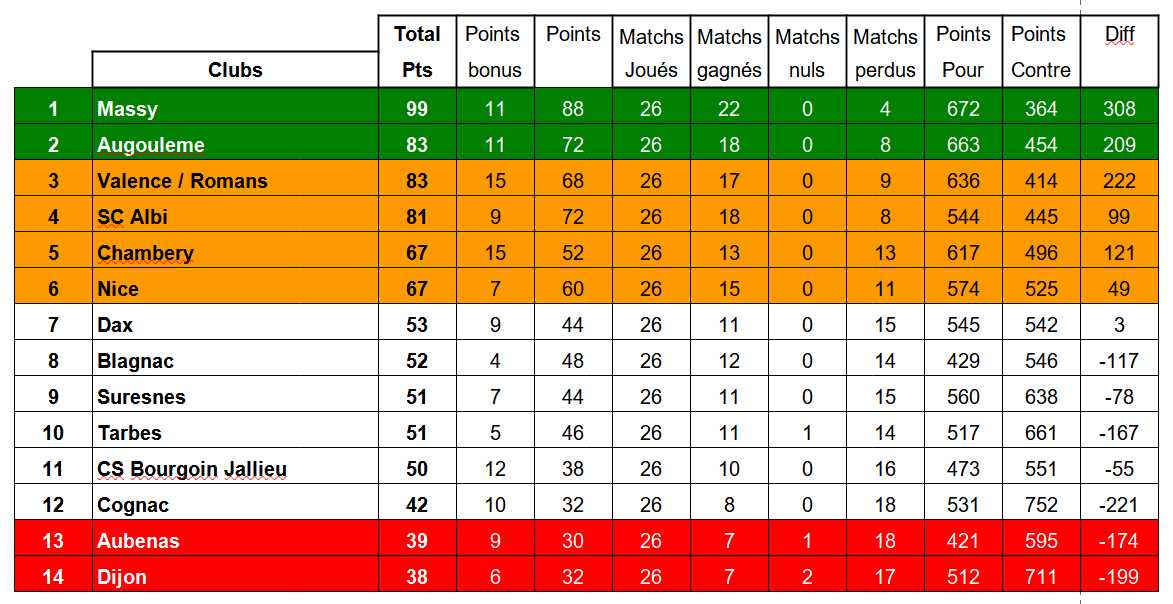 Total Points Points Matchs Matchs Matchs Matchs Points Points Diff
Clubs Pts bonus Joués gagnés nuls perdus Pour Contre
1 Massy 99 11 88 26 22 0 4 672 364 308
2 Augouleme 83 11 72 26 18 0 8 663 454 209
3 Valence / Romans 83 15 68 26 17 0 9 636 414 222
4 SC Albi 81 9 72 26 18 0 8 544 445 99
5 Chambery 67 15 52 26 13 0 13 617 496 121
6 Nice 67 7 60 26 15 0 11 574 525 49
7 Dax 53 9 44 26 11 0 15 545 542 3
8 Blagnac 52 4 48 26 12 0 14 429 546 -117
9 Suresnes 51 7 44 26 11 0 15 560 638 -78
10 Tarbes 51 5 46 26 11 1 14 517 661 -167
11 CS Bourgoin Jallieu 50 12 38 26 10 0 16 473 551 -55
12 Cognac 42 10 32 26 8 0 18 531 752 -221
13 Aubenas 39 9 30 26 7 1 18 421 595 -174
14 Dijon 38 6 32 26 7 2 17 512 711 -199